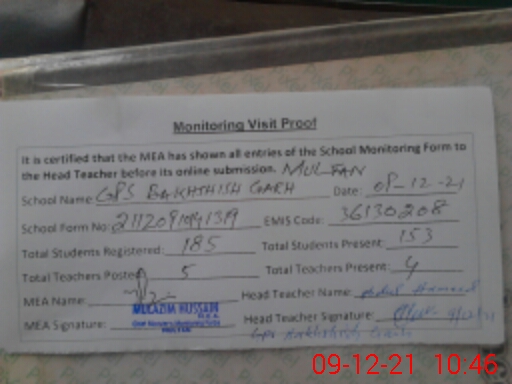 Monitoring Visit Proof
It is certified that the MEA has shown all entries of the School Monitoring Form to
the Head Teacher before its online submission. MULTAN
School Name: GPS BAKHSHISH GARH Date: 08-12-21
School Form No: EMIS Code: 36130208
Total Students Registered: 185 Total Students Present: 153
Total Teachers Posted 5 Total Teachers Present: 4
MEA Name: Head Teacher Name:
MUKAZIM HUSSAIN
MEA Signature: Head Teacher Signature:
MULTAN
09-12-21 10:46